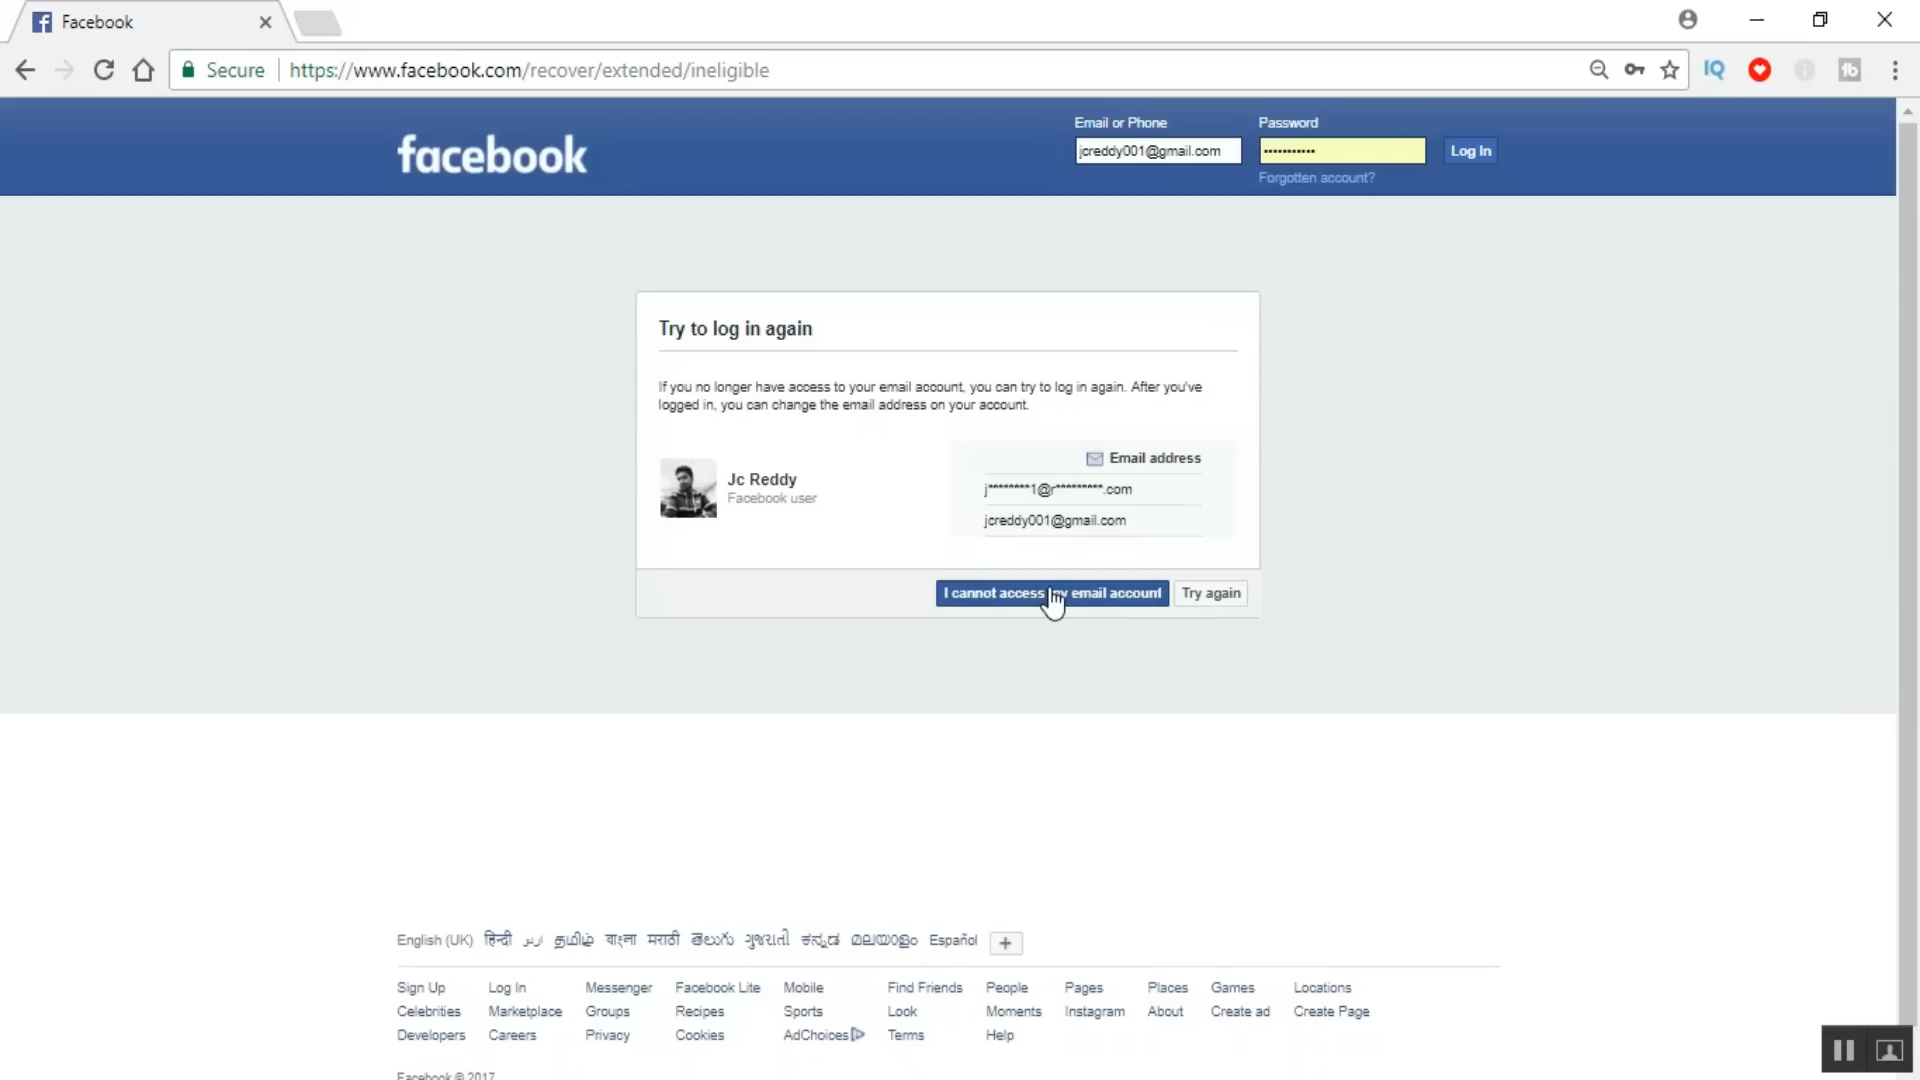 Facebook
Secure https://www.facebook.com/recover/extended/ineligible
IQ
tb
facebook
Email or Phone
Password
jcreddy001@gmail.com
•••••••••••
Log In
Forgotten account?
Try to log in again
If you no longer have access to your email account, you can try to log in again. After you've
logged in, you can change the email address on your account.
Email address
Jc Reddy
Facebook user
j********1@r*********.com
jcreddy001@gmail.com
I cannot access email account
Try again
English (UK) हिन्दी اردو தமிழ் বাংলা मराठी తెలుగు ગુજરાતી ಕನ್ನಡ മലയാളം Español +
Sign Up Log In Messenger Facebook Lite Mobile Find Friends People Pages Places Games Locations
Celebrities Marketplace Groups Recipes Sports Look Moments Instagram About Create ad Create Page
Developers Careers Privacy Cookies AdChoices Terms Help
Facebook © 2017